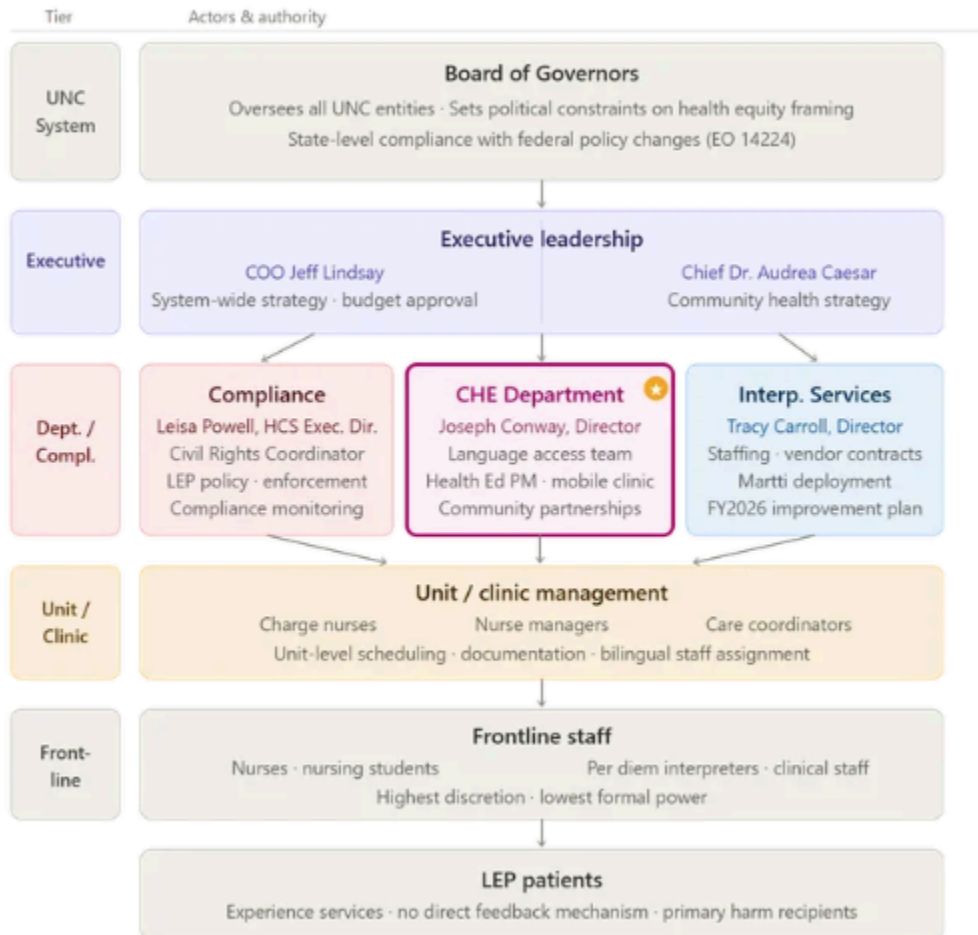 Tier
Actors & authority
UNC
System
Board of Governors
Oversees all UNC entities · Sets political constraints on health equity framing
State-level compliance with federal policy changes (EO 14224)
Executive
Executive leadership
COO Jeff Lindsay
System-wide strategy · budget approval
Chief Dr. Audrea Caesar
Community health strategy
Dept. /
Compl.
Compliance
Leisa Powell, HCS Exec. Dir.
Civil Rights Coordinator
LEP policy · enforcement
Compliance monitoring
CHE Department
Joseph Conway, Director
Language access team
Health Ed PM · mobile clinic
Community partnerships
Interp. Services
Tracy Carroll, Director
Staffing · vendor contracts
Martti deployment
FY2026 improvement plan
Unit /
Clinic
Unit / clinic management
Charge nurses
Nurse managers
Care coordinators
Unit-level scheduling · documentation · bilingual staff assignment
Front-
line
Frontline staff
Nurses · nursing students
Per diem interpreters · clinical staff
Highest discretion · lowest formal power
LEP patients
Experience services · no direct feedback mechanism · primary harm recipients